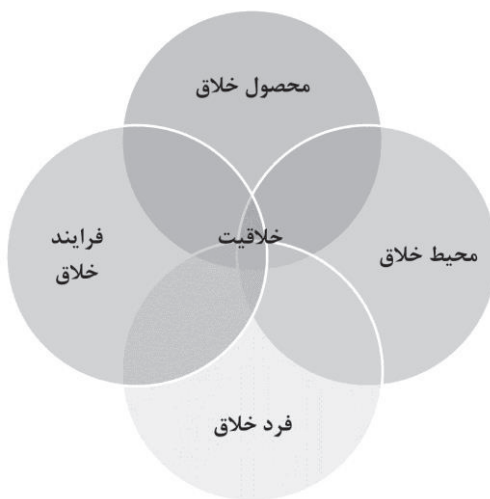 محصول خلاق
خلاقیت
محیط خلاق
فرایند
خلاق
فرد خلاق